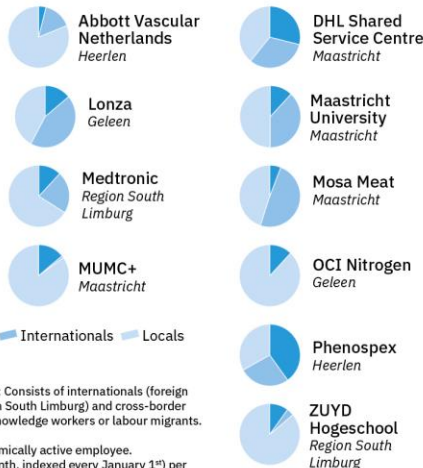 Abbott Vascular
Netherlands
Heerlen
Lonza
Geleen
Medtronic
Region South
Limburg
MUMC+
Maastricht
DHL Shared
Service Centre
Maastricht
Maastricht
University
Maastricht
Mosa Meat
Maastricht
OCI Nitrogen
Geleen
Phenospex
Heerlen
ZUYD
Hogeschool
Region South
Limburg
Internationals Locals
Consists of internationals (foreign
South Limburg) and cross-border
knowledge workers or labour migrants.
mically active employee.
nth, indexed every January 1st) per